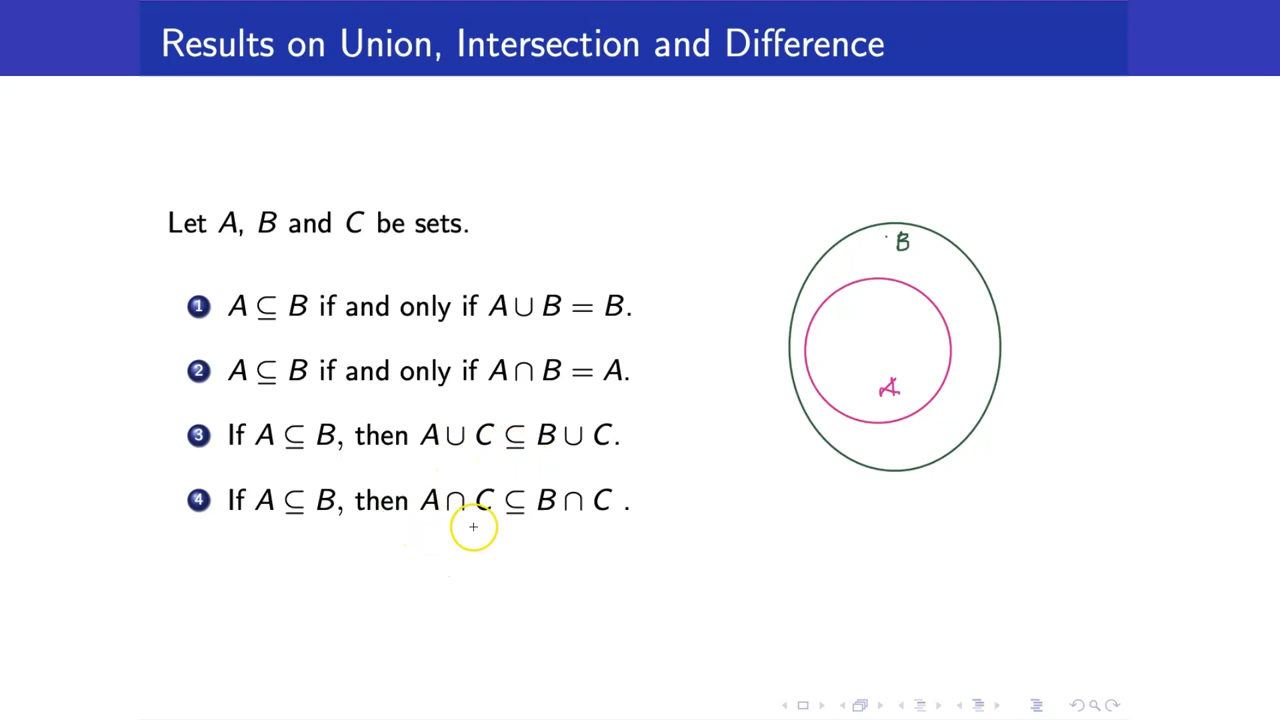 Results on Union, Intersection and Difference
Let A, B and C be sets.
1 A ⊆ B if and only if A ∪ B = B.
2 A ⊆ B if and only if A ∩ B = A.
3 If A ⊆ B, then A ∪ C ⊆ B ∪ C.
4 If A ⊆ B, then A ∩ C ⊆ B ∩ C .
B
A